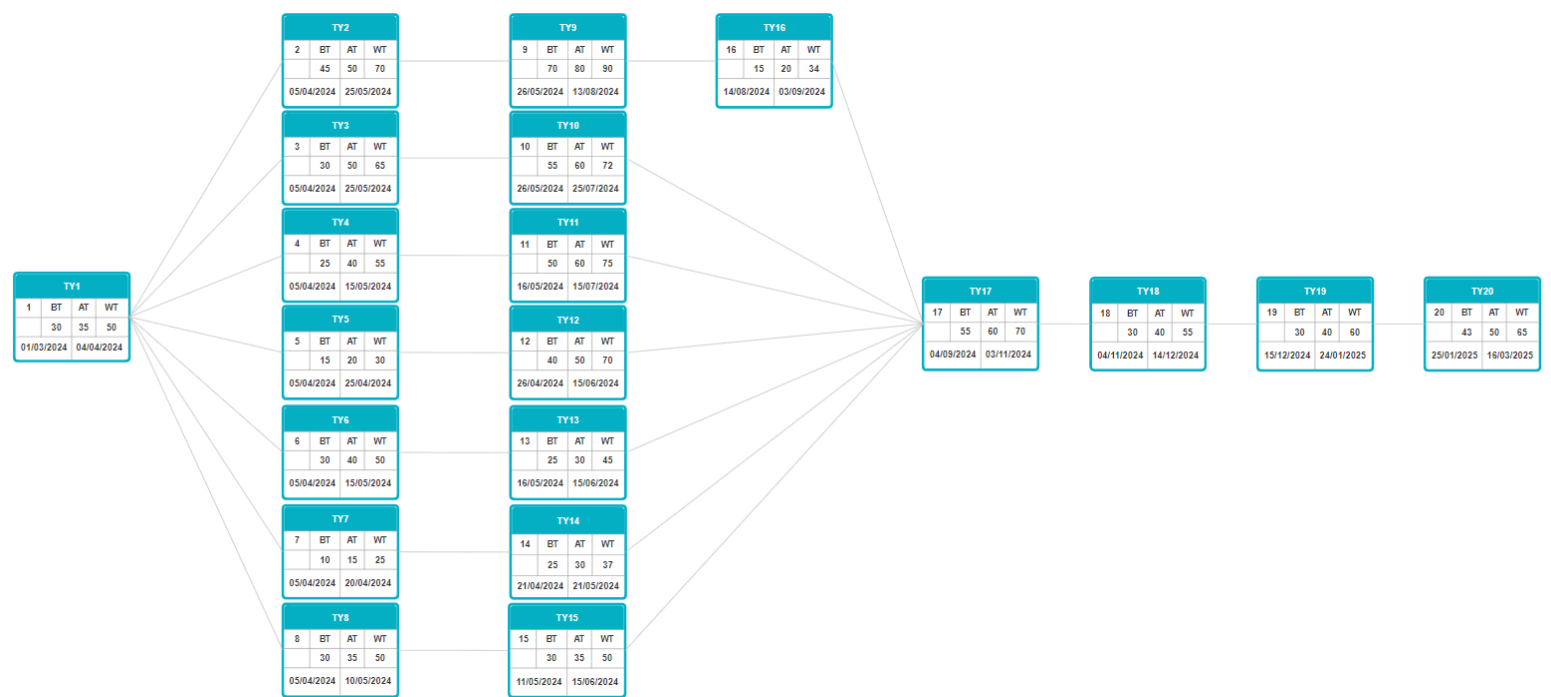 TY2
2 BT AT WT
45 50 70
05/04/2024 25/05/2024
TY9
9 BT AT WT
70 80 90
26/05/2024 13/08/2024
TY16
16 BT AT WT
15 20 34
14/08/2024 03/09/2024
TY3
3 BT AT WT
30 50 65
05/04/2024 25/05/2024
TY10
10 BT AT WT
55 60 72
26/05/2024 25/07/2024
TY4
4 BT AT WT
25 40 55
05/04/2024 15/05/2024
TY11
11 BT AT WT
50 60 75
16/05/2024 15/07/2024
TY1
1 BT AT WT
30 35 50
01/03/2024 04/04/2024
TY5
5 BT AT WT
15 20 30
05/04/2024 25/04/2024
TY12
12 BT AT WT
40 50 70
26/04/2024 15/06/2024
TY17
17 BT AT WT
55 60 70
04/09/2024 03/11/2024
TY18
18 BT AT WT
30 40 55
04/11/2024 14/12/2024
TY19
19 BT AT WT
30 40 60
15/12/2024 24/01/2025
TY20
20 BT AT WT
43 50 65
25/01/2025 16/03/2025
TY6
6 BT AT WT
30 40 50
05/04/2024 15/05/2024
TY13
13 BT AT WT
25 30 45
16/05/2024 15/06/2024
TY7
7 BT AT WT
10 15 25
05/04/2024 20/04/2024
TY14
14 BT AT WT
25 30 37
21/04/2024 21/05/2024
TY8
8 BT AT WT
30 35 50
05/04/2024 10/05/2024
TY15
15 BT AT WT
30 35 50
11/05/2024 15/06/2024